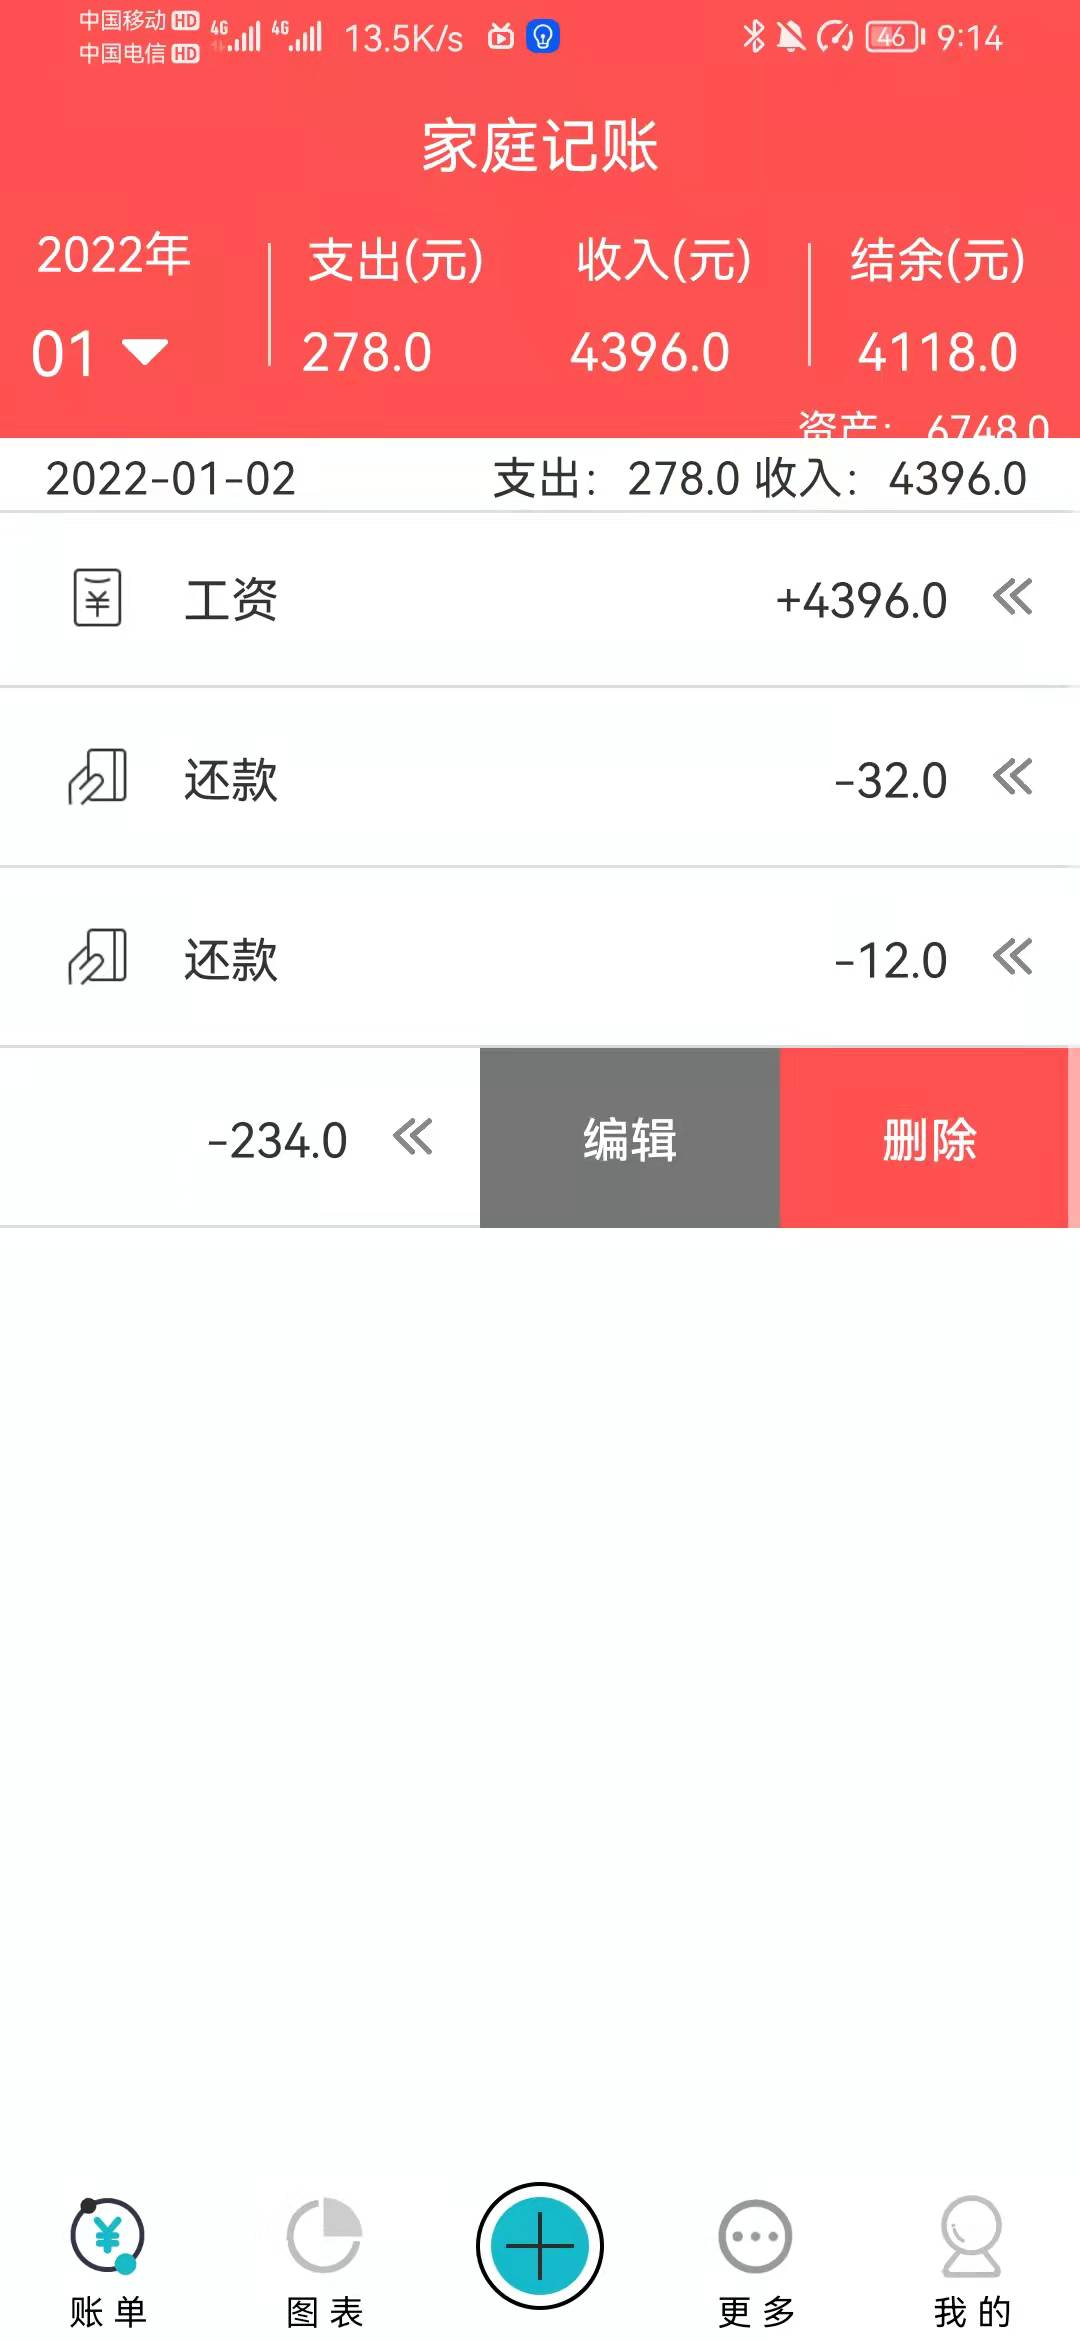 中国移动 HD 4G 4G 13.5K/s 46 9:14
中国电信 HD
家庭记账
2022年 支出(元) 收入(元) 结余(元)
01 278.0 4396.0 4118.0
资产： 6748.0
2022-01-02 支出： 278.0 收入： 4396.0
工资 +4396.0
还款 -32.0
还款 -12.0
-234.0 编辑 删除
账单 图表 更多 我的